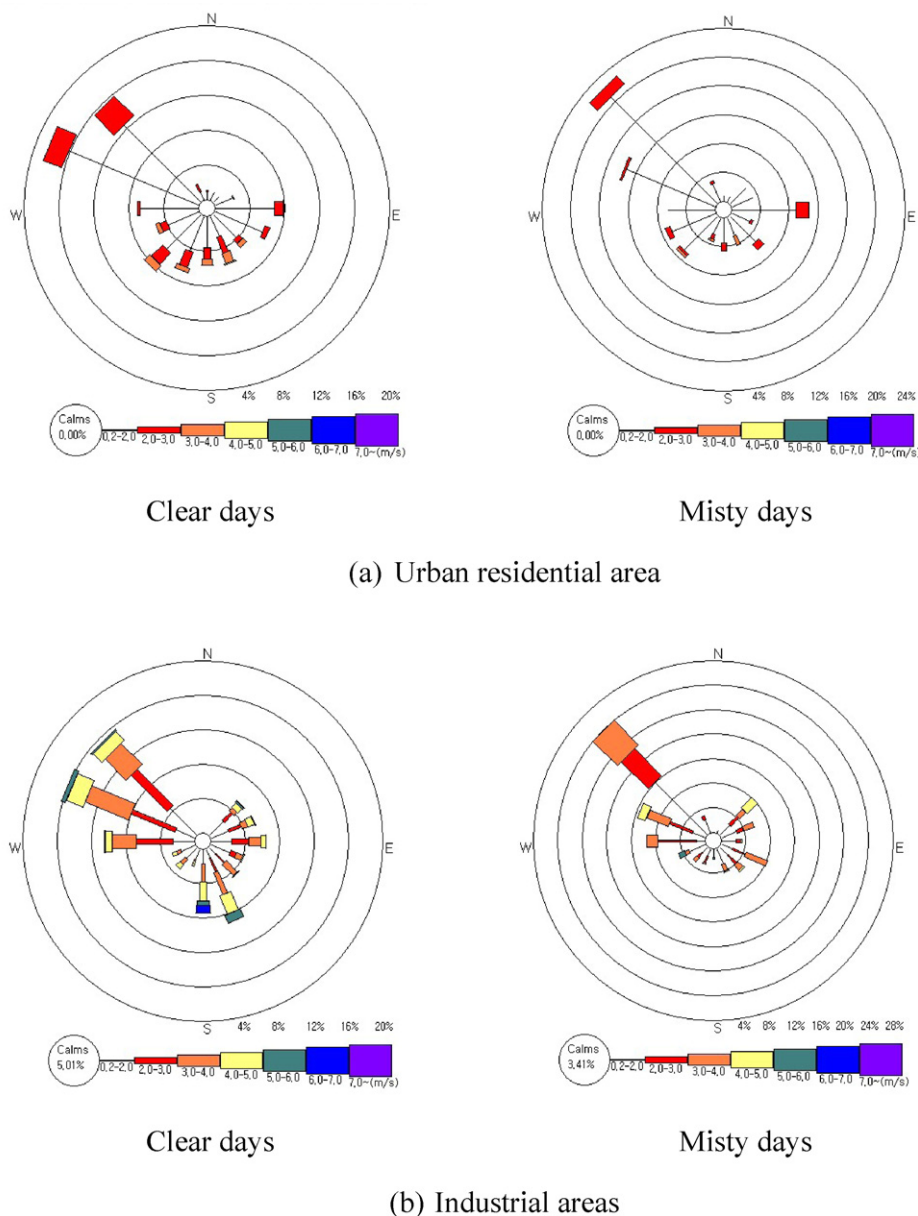 N N
W E W E
S 4% 8% 12% 16% 20% S 4% 8% 12% 16% 20% 24%
Calms 0.00% 0.2-2.0 2.0-3.0 3.0-4.0 4.0-5.0 5.0-6.0 6.0-7.0 7.0~(m/s) Calms 0.00% 0.2-2.0 2.0-3.0 3.0-4.0 4.0-5.0 5.0-6.0 6.0-7.0 7.0~(m/s)
Clear days Misty days
(a) Urban residential area
N N
W E W E
S 4% 8% 12% 16% 20% S 4% 8% 12% 16% 20% 24% 28%
Calms 5.01% 0.2-2.0 2.0-3.0 3.0-4.0 4.0-5.0 5.0-6.0 6.0-7.0 7.0~(m/s) Calms 3.41% 0.2-2.0 2.0-3.0 3.0-4.0 4.0-5.0 5.0-6.0 6.0-7.0 7.0~(m/s)
Clear days Misty days
(b) Industrial areas